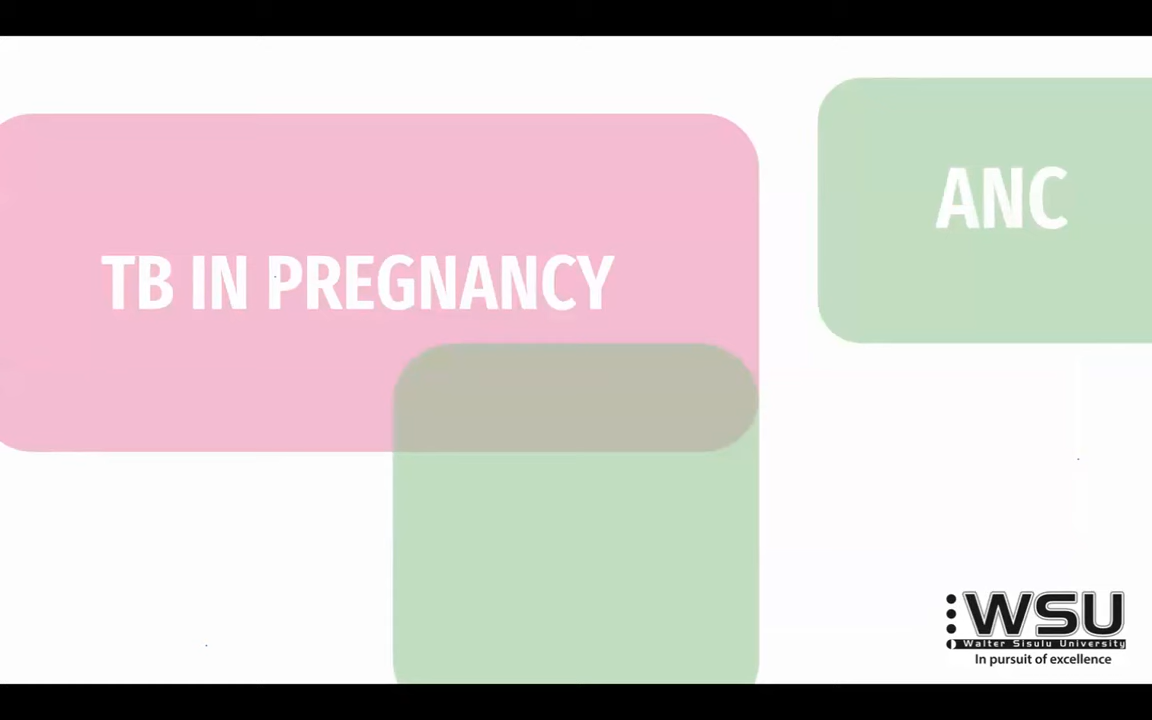 ANC
TB IN PREGNANCY
WSU
Walter Sisulu University
In pursuit of excellence